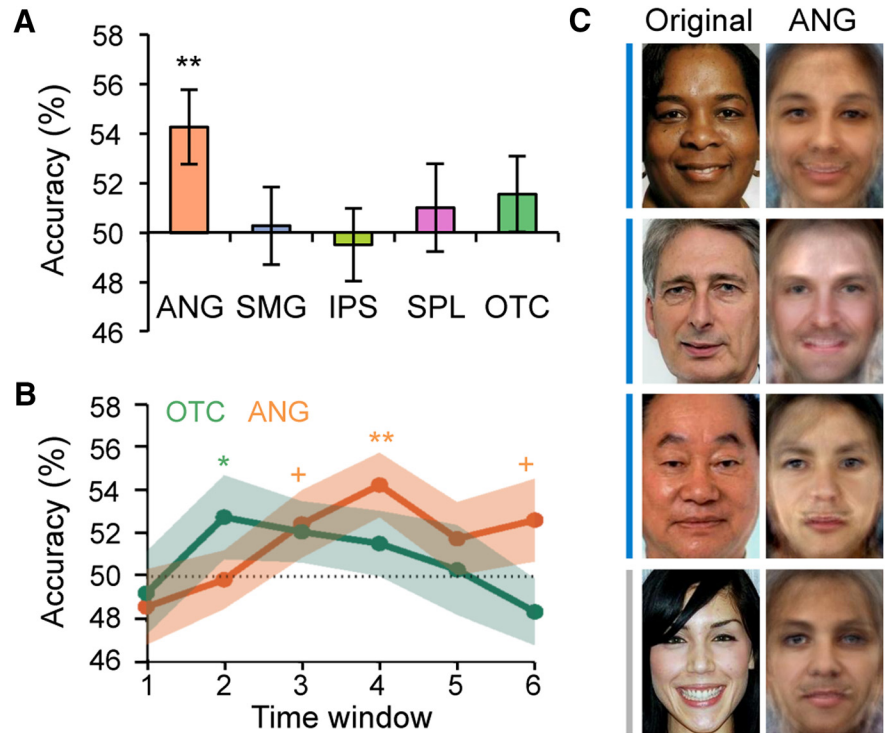 A
58
56
54
52
50
48
46
Accuracy (%)
**
ANG SMG IPS SPL OTC
B
58
56
54
52
50
48
46
Accuracy (%)
OTC ANG
*
+
**
+
1 2 3 4 5 6
Time window
C
Original ANG